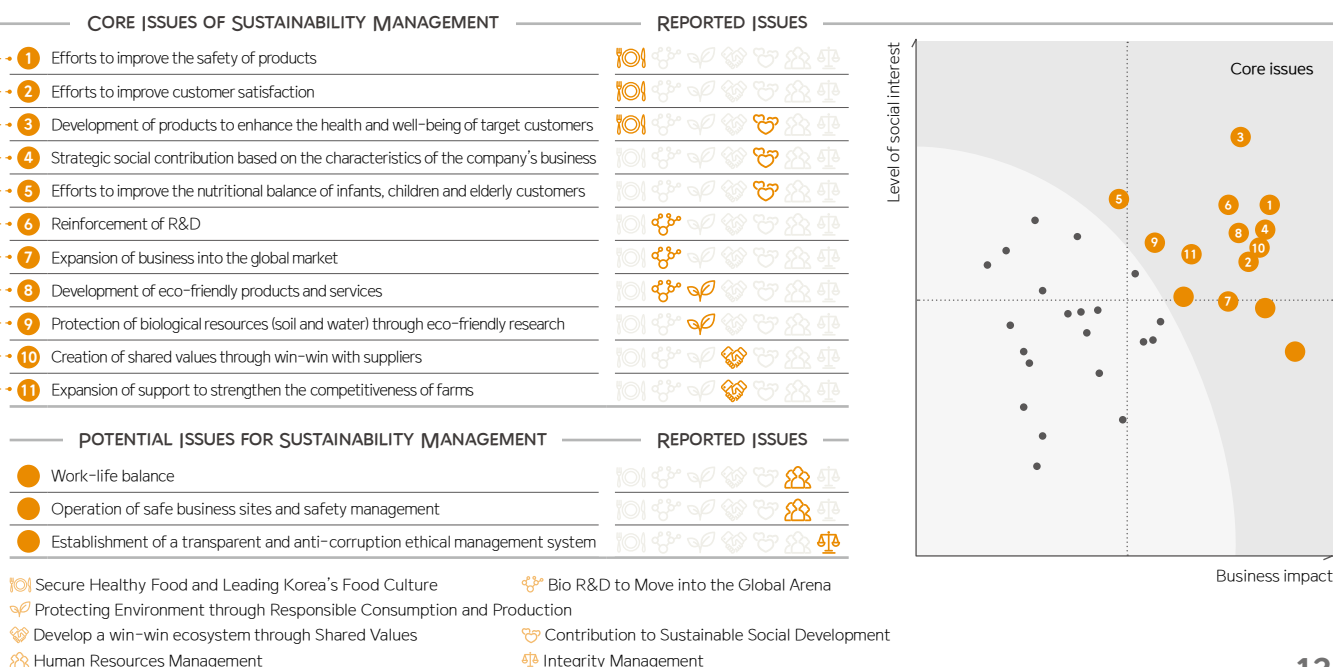 Core Issues of Sustainability Management
Reported Issues
1 Efforts to improve the safety of products
2 Efforts to improve customer satisfaction
3 Development of products to enhance the health and well-being of target customers
4 Strategic social contribution based on the characteristics of the company's business
5 Efforts to improve the nutritional balance of infants, children and elderly customers
6 Reinforcement of R&D
7 Expansion of business into the global market
8 Development of eco-friendly products and services
9 Protection of biological resources (soil and water) through eco-friendly research
10 Creation of shared values through win-win with suppliers
11 Expansion of support to strengthen the competitiveness of farms
Potential Issues for Sustainability Management
Reported Issues
Work-life balance
Operation of safe business sites and safety management
Establishment of a transparent and anti-corruption ethical management system
Secure Healthy Food and Leading Korea's Food Culture
Bio R&D to Move into the Global Arena
Protecting Environment through Responsible Consumption and Production
Develop a win-win ecosystem through Shared Values
Contribution to Sustainable Social Development
Human Resources Management
Integrity Management
Level of social interest
Core issues
3
5
6
1
4
8
9
10
11
2
7
Business impact